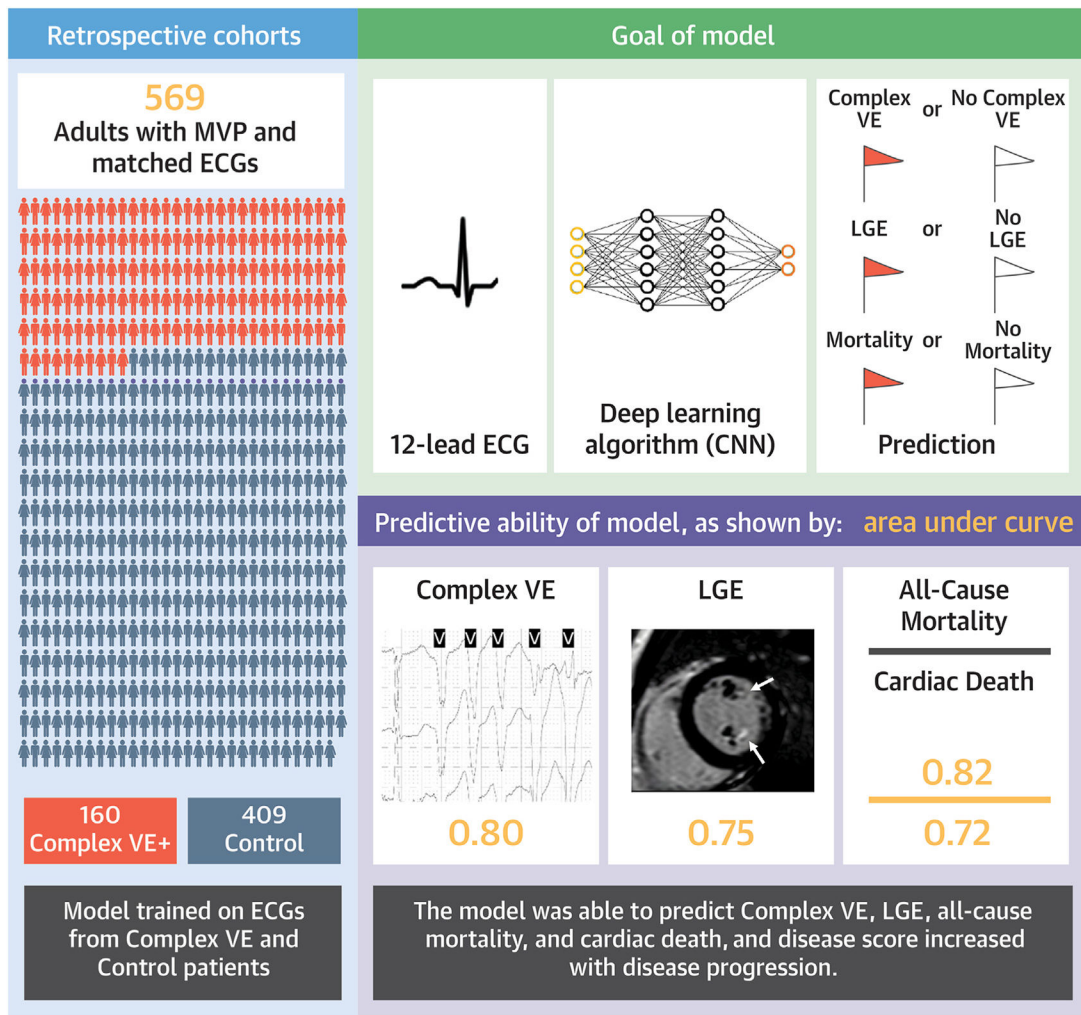 Retrospective cohorts
569
Adults with MVP and
matched ECGs
160
Complex VE+
409
Control
Model trained on ECGs
from Complex VE and
Control patients
Goal of model
12-lead ECG
Deep learning
algorithm (CNN)
Complex
VE
or
No Complex
VE
LGE
or
No
LGE
Mortality
or
No
Mortality
Prediction
Predictive ability of model, as shown by: area under curve
Complex VE
V V V V V
0.80
LGE
0.75
All-Cause
Mortality
Cardiac Death
0.82
0.72
The model was able to predict Complex VE, LGE, all-cause
mortality, and cardiac death, and disease score increased
with disease progression.